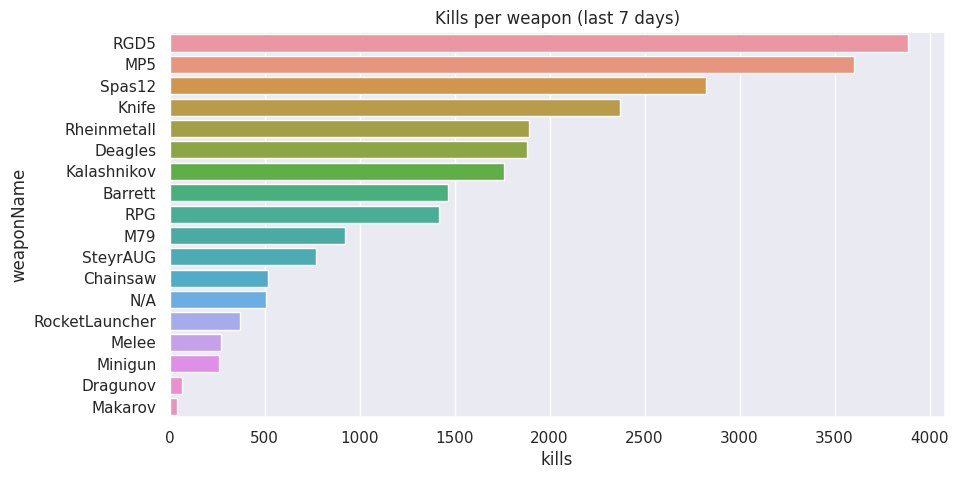 Kills per weapon (last 7 days)
weaponName
RGD5
MP5
Spas12
Knife
Rheinmetall
Deagles
Kalashnikov
Barrett
RPG
M79
SteyrAUG
Chainsaw
N/A
RocketLauncher
Melee
Minigun
Dragunov
Makarov
0 500 1000 1500 2000 2500 3000 3500 4000
kills